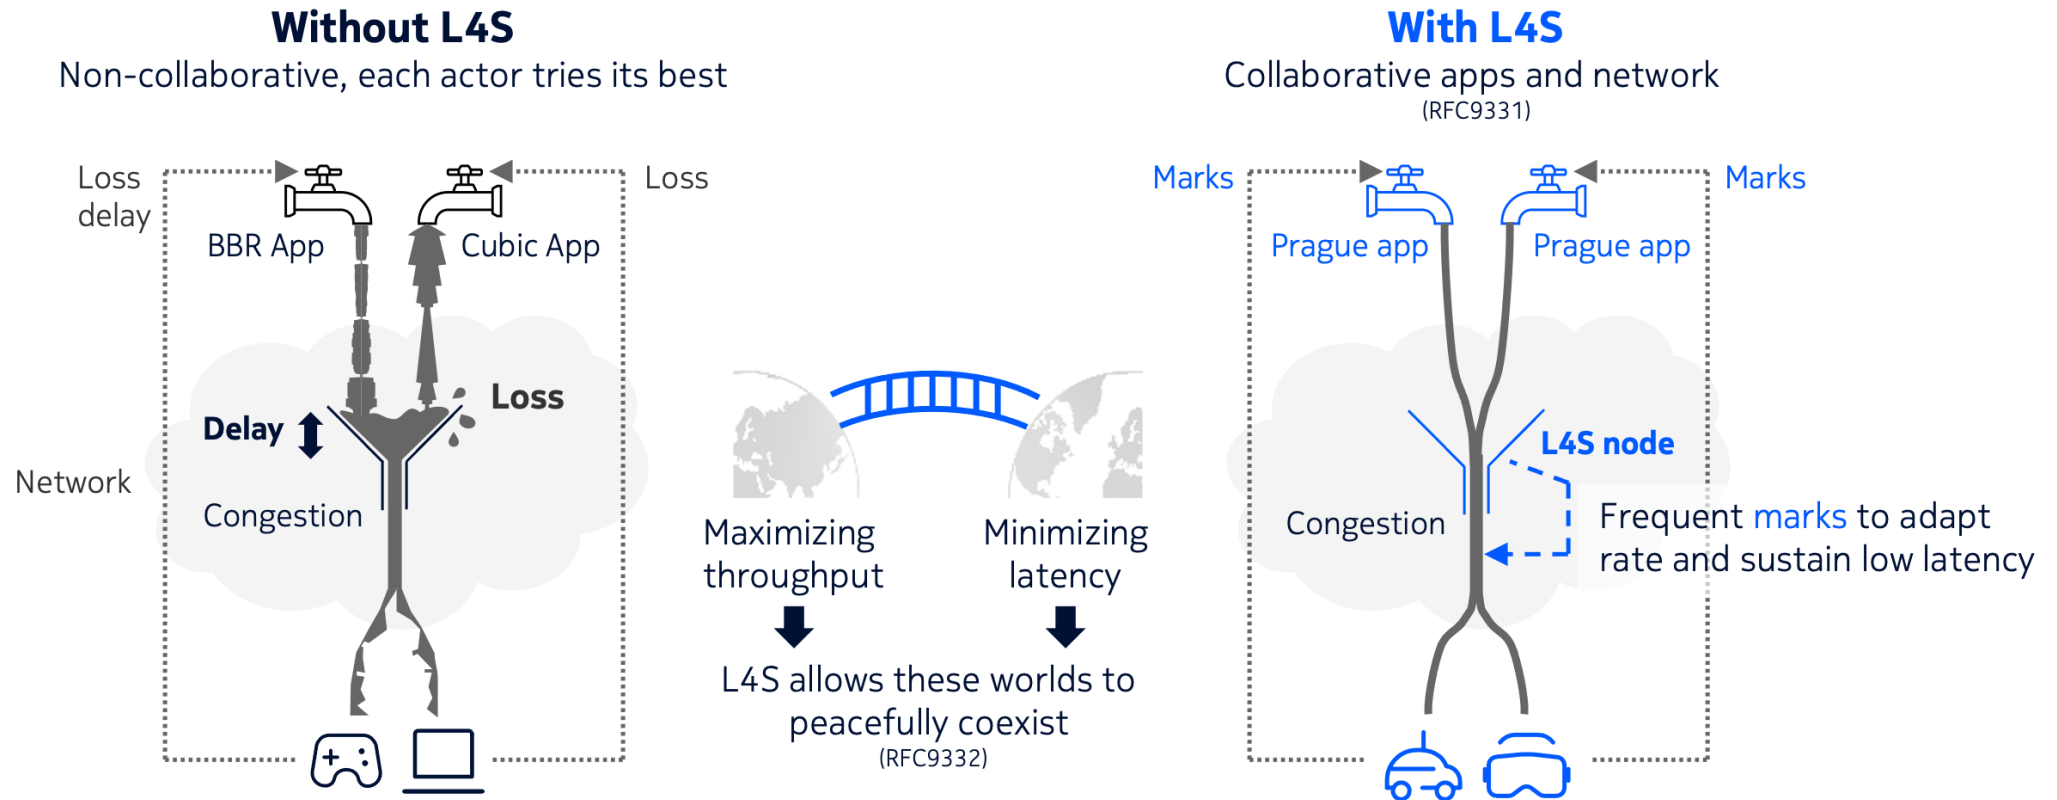 Without L4S
Non-collaborative, each actor tries its best
Loss
delay
Loss
BBR App
Cubic App
Loss
Delay
Network
Congestion
Maximizing
throughput
Minimizing
latency
L4S allows these worlds to
peacefully coexist
(RFC9332)
With L4S
Collaborative apps and network
(RFC9331)
Marks
Marks
Prague app
Prague app
L4S node
Congestion
Frequent marks to adapt
rate and sustain low latency